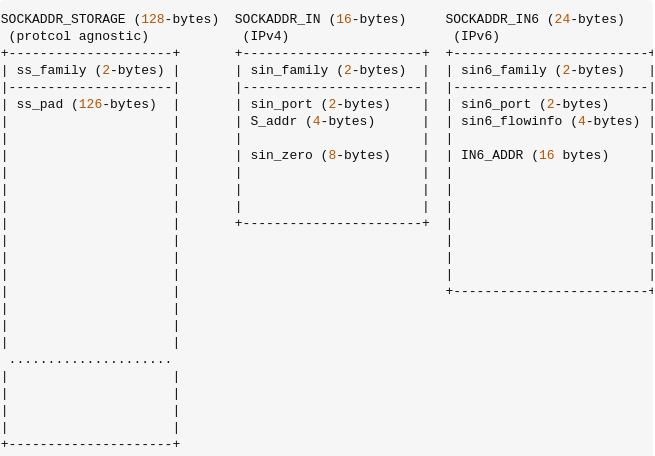 SOCKADDR_STORAGE (128-bytes)  SOCKADDR_IN (16-bytes)     SOCKADDR_IN6 (24-bytes)
 (protcol agnostic)            (IPv4)                     (IPv6)
+---------------------+       +-----------------------+  +-------------------------+
| ss_family (2-bytes) |       | sin_family (2-bytes)  |  | sin6_family (2-bytes)   |
|---------------------|       |-----------------------|  |-------------------------|
| ss_pad (126-bytes)  |       | sin_port (2-bytes)    |  | sin6_port (2-bytes)     |
|                     |       | S_addr (4-bytes)      |  | sin6_flowinfo (4-bytes) |
|                     |       |                       |  |                         |
|                     |       | sin_zero (8-bytes)    |  | IN6_ADDR (16 bytes)     |
|                     |       |                       |  |                         |
|                     |       |                       |  |                         |
|                     |       |                       |  |                         |
|                     |       +-----------------------+  |                         |
|                     |                                  |                         |
|                     |                                  |                         |
|                     |                                  |                         |
|                     |                                  +-------------------------+
|                     |
|                     |
|                     |
 .....................
|                     |
|                     |
|                     |
|                     |
+---------------------+